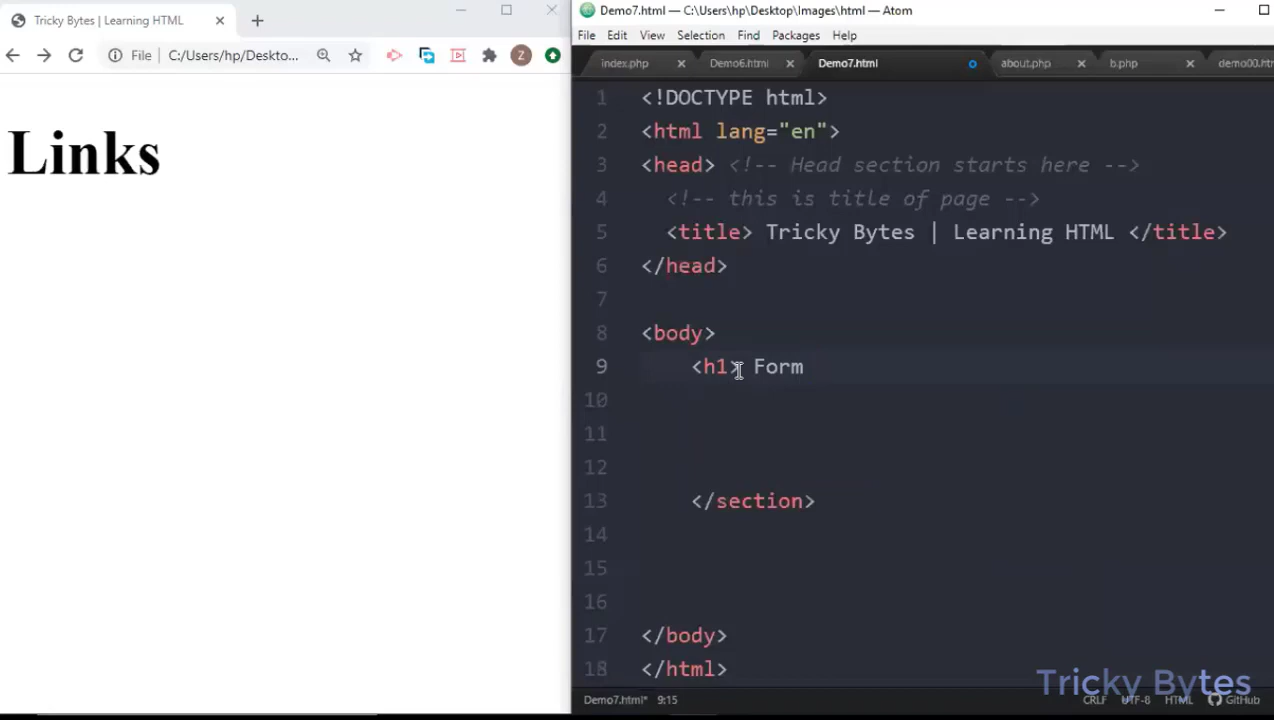 Tricky Bytes | Learning HTML
File C:/Users/hp/Deskto...
Z
Links
Demo7.html — C:\Users\hp\Desktop\Images\html — Atom
File Edit View Selection Find Packages Help
index.php Demo6.html Demo7.html about.php b.php demo00.htm
1 <!DOCTYPE html>
2 <html lang="en">
3 <head> <!-- Head section starts here -->
4 <!-- this is title of page -->
5 <title> Tricky Bytes | Learning HTML </title>
6 </head>
7
8 <body>
9 <h1> Form
10
11
12
13 </section>
14
15
16
17 </body>
18 </html>
Tricky Bytes
Demo7.html* 9:15 CRLF UTF-8 HTML GitHub